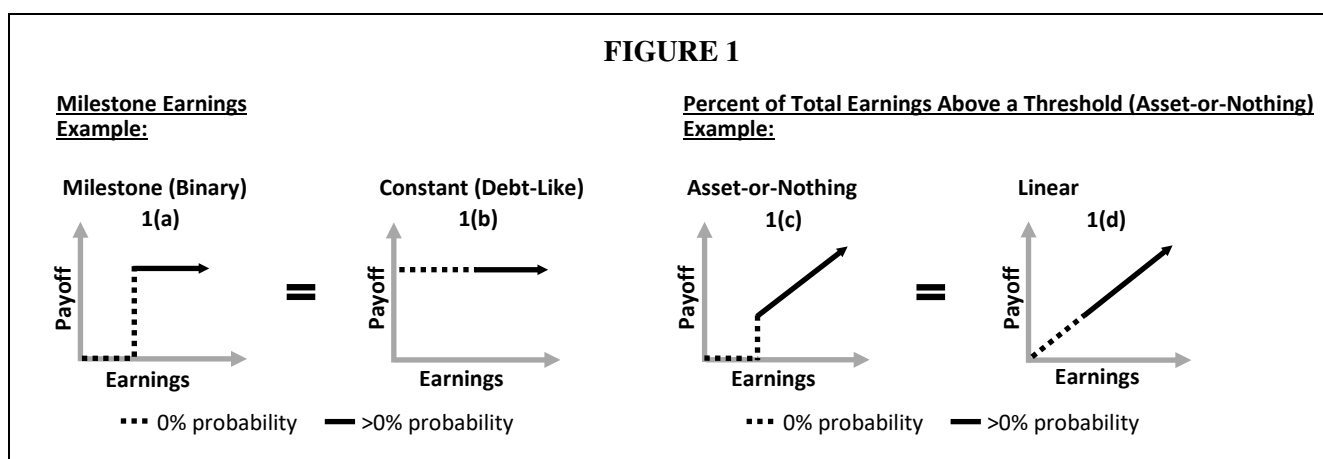 FIGURE 1
Milestone Earnings
Example:
Percent of Total Earnings Above a Threshold (Asset-or-Nothing)
Example:
Milestone (Binary)
1(a)
Payoff
Earnings
=
Constant (Debt-Like)
1(b)
Payoff
Earnings
Asset-or-Nothing
1(c)
Payoff
Earnings
=
Linear
1(d)
Payoff
Earnings
0% probability >0% probability
0% probability >0% probability